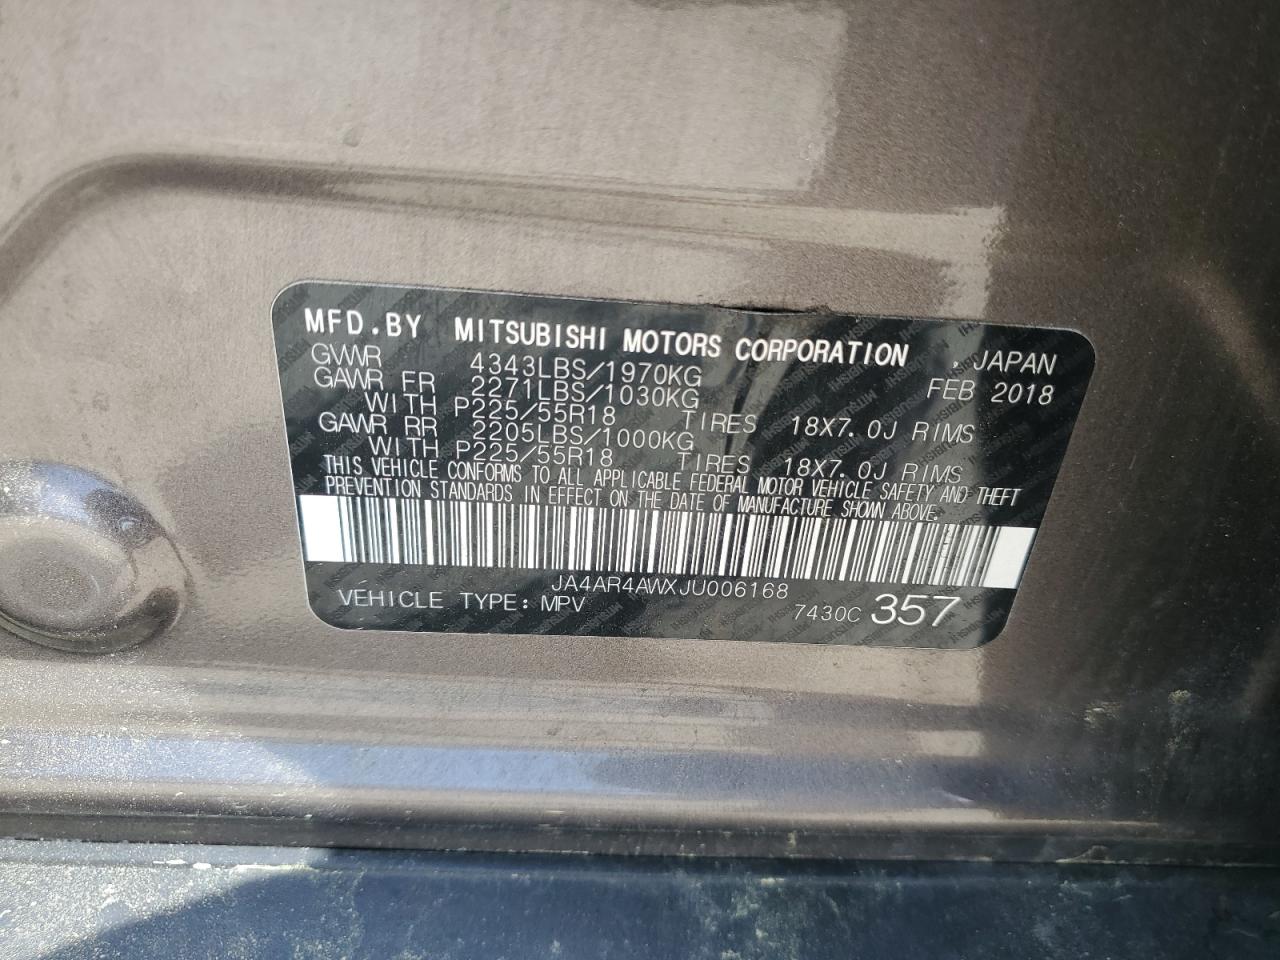 MFD.BY MITSUBISHI MOTORS CORPORATION , JAPAN
GVWR 4343LBS/1970KG FEB 2018
GAWR FR 2271LBS/1030KG
WITH P225/55R18 TIRES 18X7.0J RIMS
GAWR RR 2205LBS/1000KG
WITH P225/55R18 TIRES 18X7.0J RIMS
THIS VEHICLE CONFORMS TO ALL APPLICABLE FEDERAL MOTOR VEHICLE SAFETY AND THEFT
PREVENTION STANDARDS IN EFFECT ON THE DATE OF MANUFACTURE SHOWN ABOVE.
JA4AR4AWXJU006168
VEHICLE TYPE: MPV 7430C 357